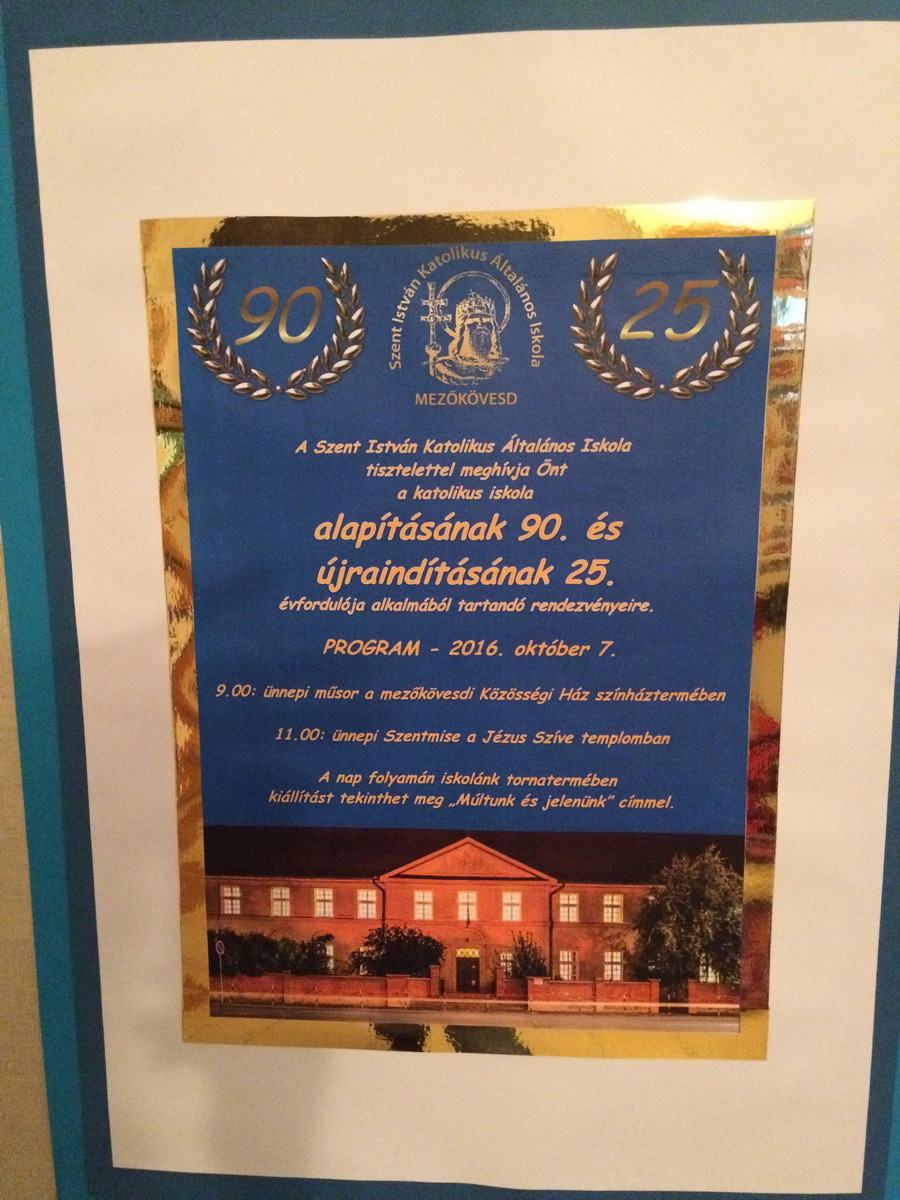 90
Szent István Katolikus Általános Iskola
25
MEZŐKÖVESD
A Szent István Katolikus Általános Iskola
tisztelettel meghívja Önt
a katolikus iskola
alapításának 90. és
újraindításának 25.
évfordulója alkalmából tartandó rendezvényeire.
PROGRAM - 2016. október 7.
9.00: ünnepi műsor a mezőkövesdi Közösségi Ház színháztermében
11.00: ünnepi Szentmise a Jézus Szíve templomban
A nap folyamán iskolánk tornatermében
kiállítást tekinthet meg „Múltunk és jelenünk” címmel.